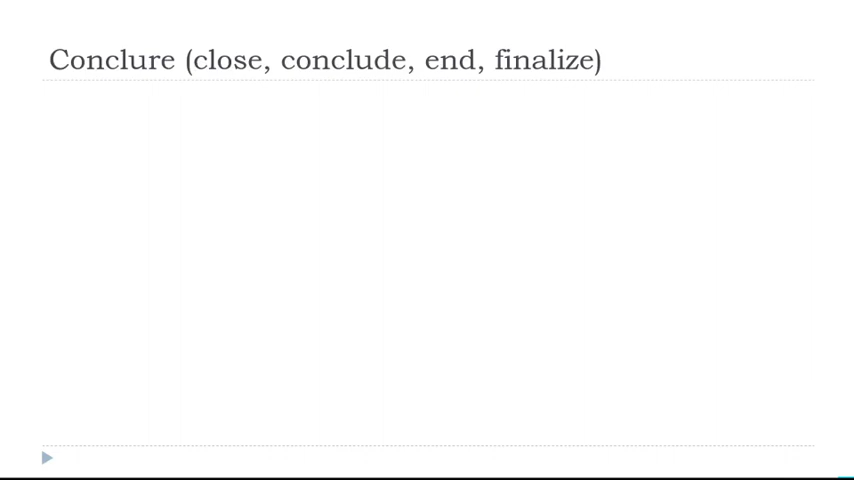 Conclure (close, conclude, end, finalize)